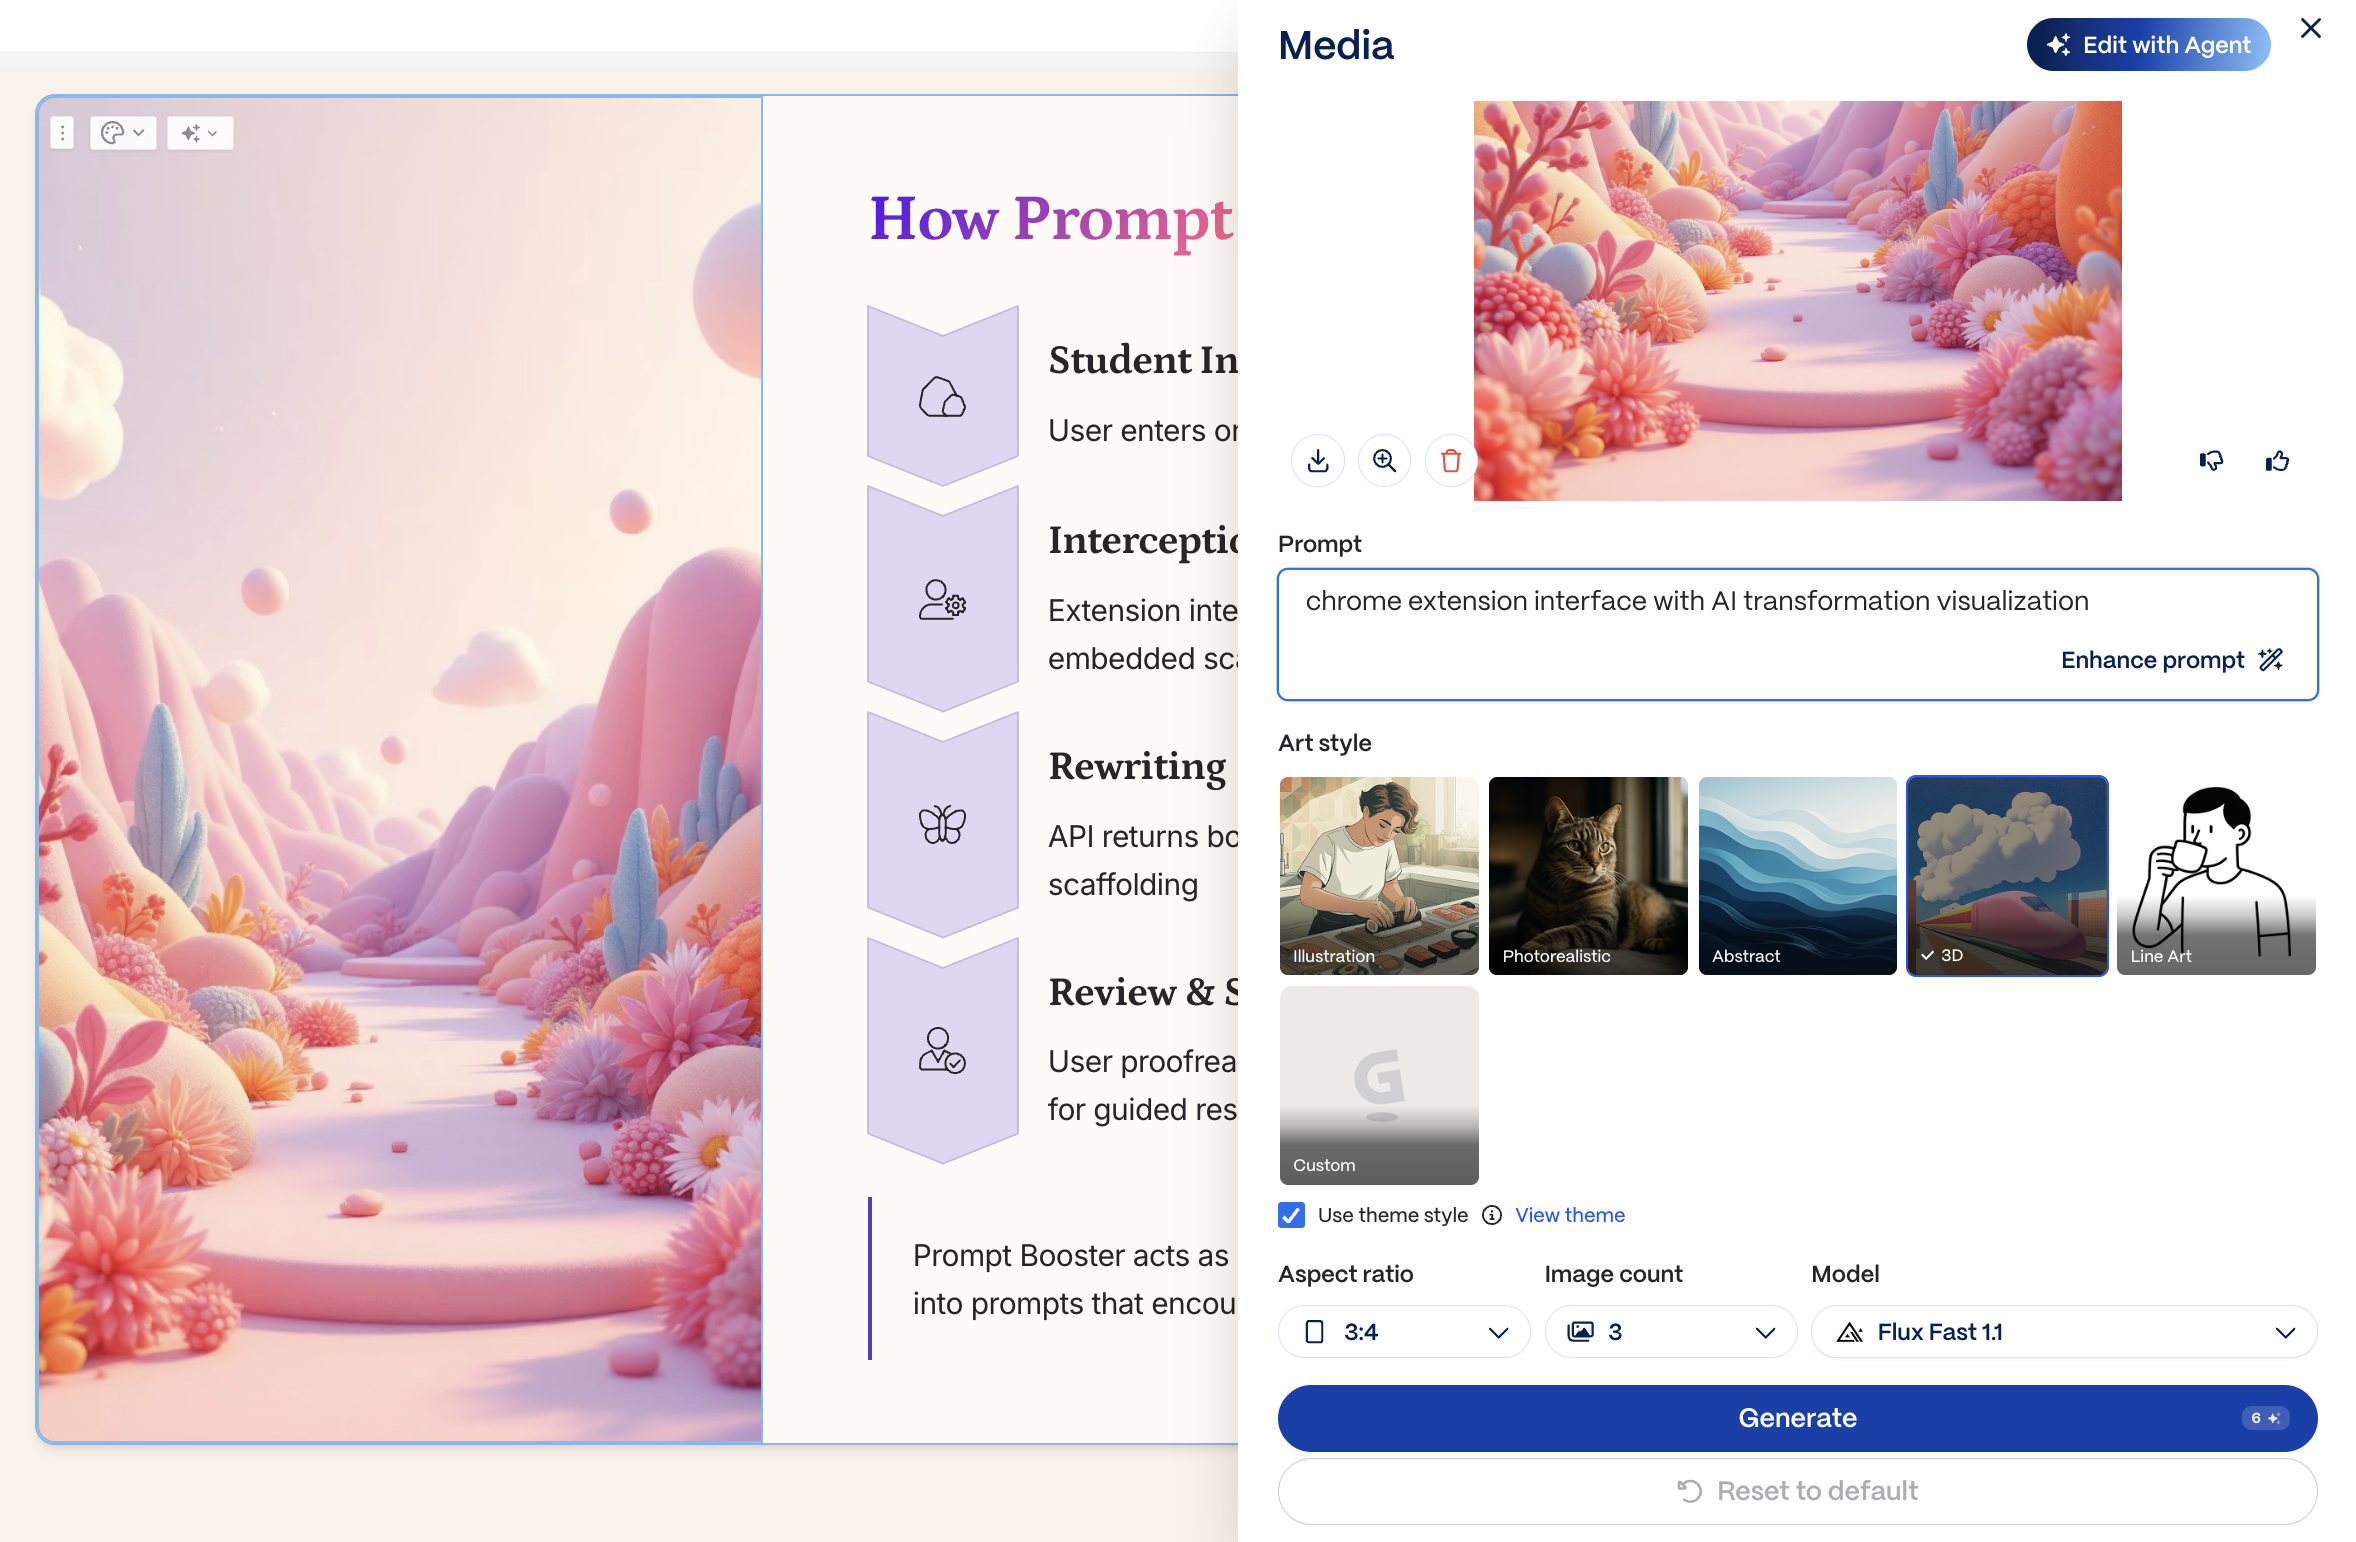 How Prompt
Student In
User enters or
Extension inte
embedded sca
Rewriting
API returns bo
scaffolding
Review & S
User proofrea
for guided res
Prompt Booster acts as
into prompts that encou
Media
Edit with Agent
Prompt
chrome extension interface with AI transformation visualization
Enhance prompt
Art style
Illustration
Photorealistic
Abstract
3D
Line Art
Custom
Use theme style
View theme
Aspect ratio
Image count
Model
3:4
3
Flux Fast 1.1
Generate
6
Reset to default